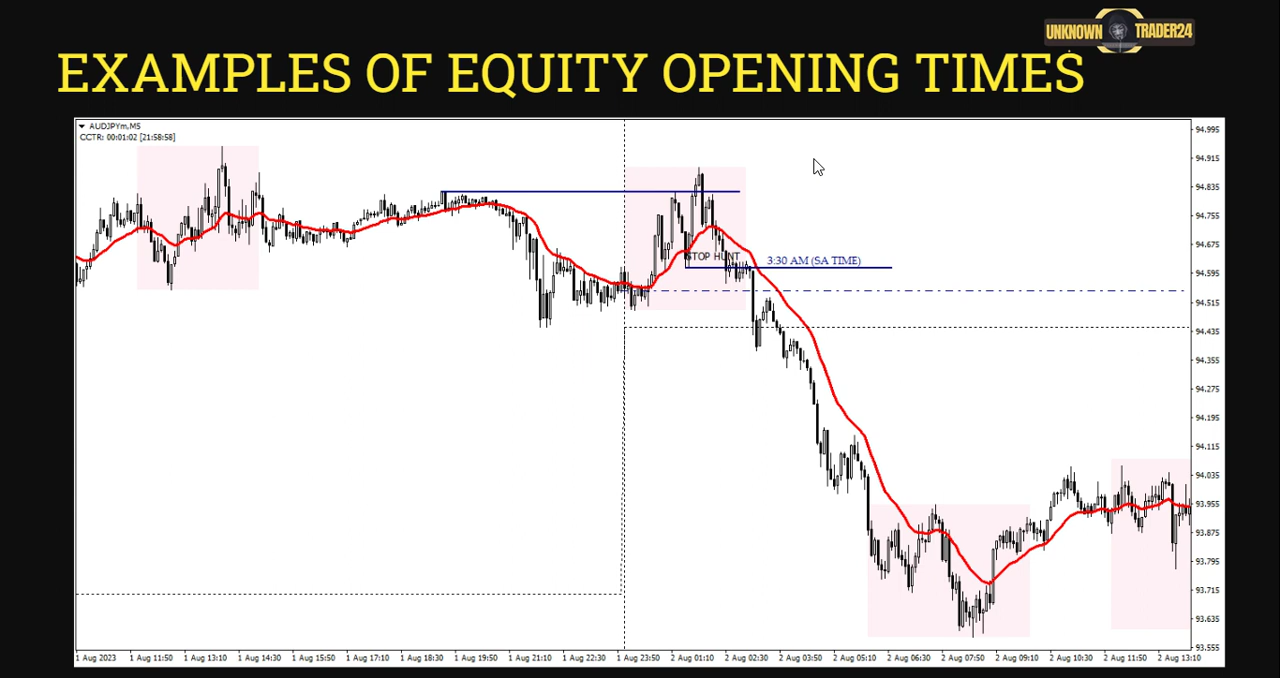 UNKNOWN TRADER24
EXAMPLES OF EQUITY OPENING TIMES
AUDJPYm,M5
CCTR: 00:01:02 [21:58:58]
STOP HUNT
3:30 AM (SA TIME)
94.995
94.915
94.835
94.755
94.675
94.595
94.515
94.435
94.355
94.275
94.195
94.115
94.035
93.955
93.875
93.795
93.715
93.635
93.555
1 Aug 2023 1 Aug 11:50 1 Aug 13:10 1 Aug 14:30 1 Aug 15:50 1 Aug 17:10 1 Aug 18:30 1 Aug 19:50 1 Aug 21:10 1 Aug 22:30 1 Aug 23:50 2 Aug 01:10 2 Aug 02:30 2 Aug 03:50 2 Aug 05:10 2 Aug 06:30 2 Aug 07:50 2 Aug 09:10 2 Aug 10:30 2 Aug 11:50 2 Aug 13:10